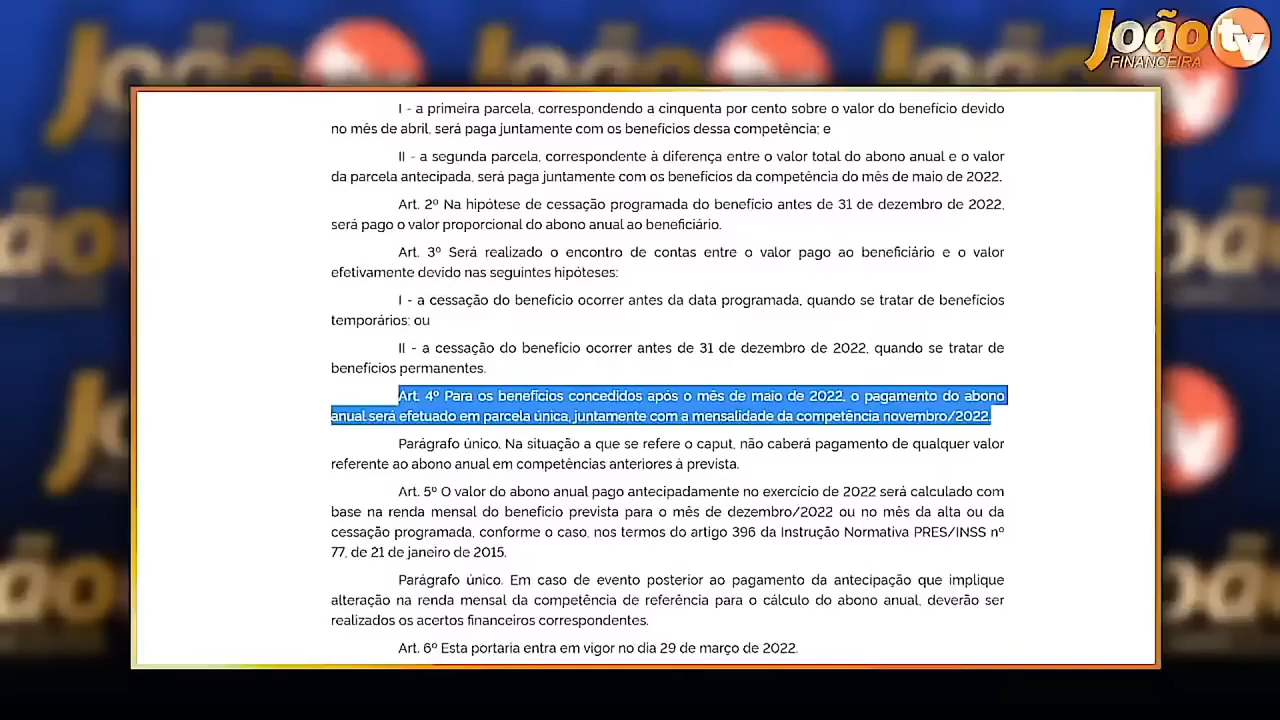 João tv
FINANCEIRA
I - a primeira parcela, correspondendo a cinquenta por cento sobre o valor do benefício devido
no mês de abril, será paga juntamente com os benefícios dessa competência; e
II - a segunda parcela, correspondente à diferença entre o valor total do abono anual e o valor
da parcela antecipada, será paga juntamente com os benefícios da competência do mês de maio de 2022.
Art. 2º Na hipótese de cessação programada do benefício antes de 31 de dezembro de 2022,
será pago o valor proporcional do abono anual ao beneficiário.
Art. 3º Será realizado o encontro de contas entre o valor pago ao beneficiário e o valor
efetivamente devido nas seguintes hipóteses:
I - a cessação do benefício ocorrer antes da data programada, quando se tratar de benefícios
temporários; ou
II - a cessação do benefício ocorrer antes de 31 de dezembro de 2022, quando se tratar de
benefícios permanentes.
Art. 4º Para os benefícios concedidos após o mês de maio de 2022, o pagamento do abono
anual será efetuado em parcela única, juntamente com a mensalidade da competência novembro/2022.
Parágrafo único. Na situação a que se refere o caput, não caberá pagamento de qualquer valor
referente ao abono anual em competências anteriores à prevista.
Art. 5º O valor do abono anual pago antecipadamente no exercício de 2022 será calculado com
base na renda mensal do benefício prevista para o mês de dezembro/2022 ou no mês da alta ou da
cessação programada, conforme o caso, nos termos do artigo 396 da Instrução Normativa PRES/INSS nº
77, de 21 de janeiro de 2015.
Parágrafo único. Em caso de evento posterior ao pagamento da antecipação que implique
alteração na renda mensal da competência de referência para o cálculo do abono anual, deverão ser
realizados os acertos financeiros correspondentes.
Art. 6º Esta portaria entra em vigor no dia 29 de março de 2022.